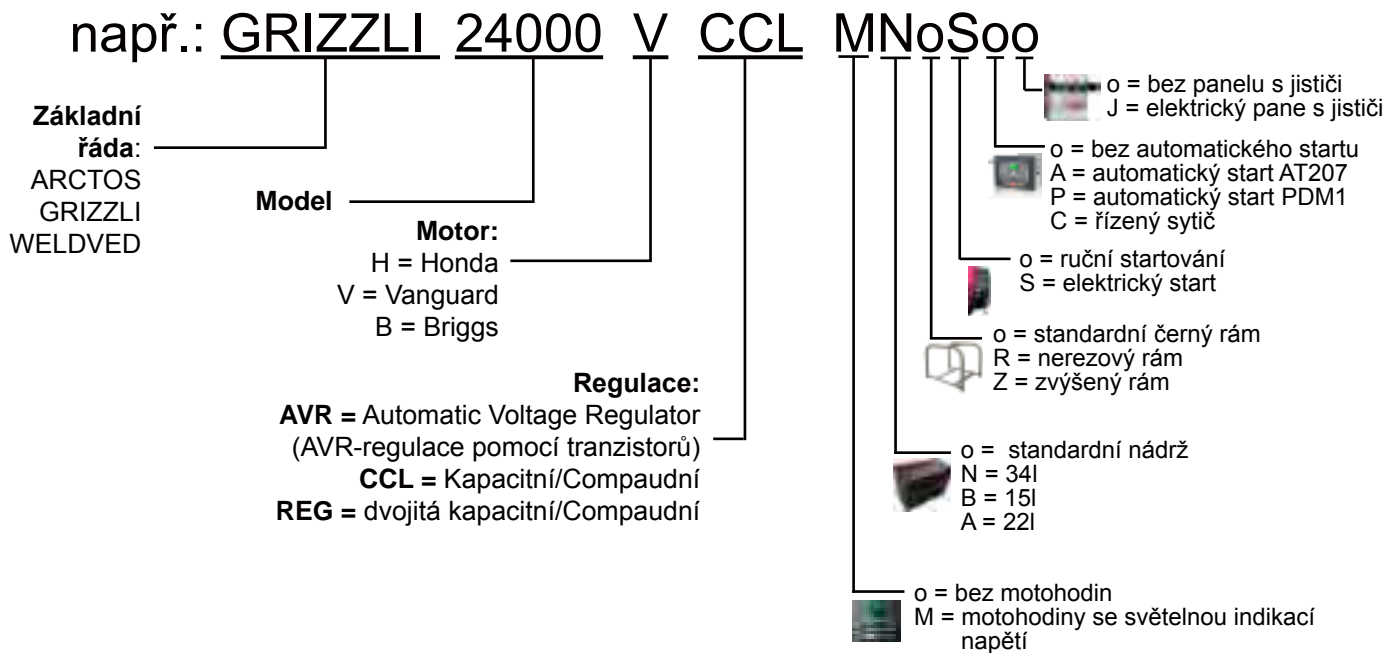 např.: GRIZZLI 24000 V CCL MNoSoo
Základní
řáda:
ARCTOS
GRIZZLI
WELDVED
Model
Motor:
H = Honda
V = Vanguard
B = Briggs
Regulace:
AVR = Automatic Voltage Regulator
(AVR-regulace pomocí tranzistorů)
CCL = Kapacitní/Compaudní
REG = dvojitá kapacitní/Compaudní
o = bez panelu s jističi
J = elektrický pane s jističi
o = bez automatického startu
A = automatický start AT207
P = automatický start PDM1
C = řízený sytič
o = ruční startování
S = elektrický start
o = standardní černý rám
R = nerezový rám
Z = zvýšený rám
o = standardní nádrž
N = 34l
B = 15l
A = 22l
o = bez motohodin
M = motohodiny se světelnou indikací
napětí